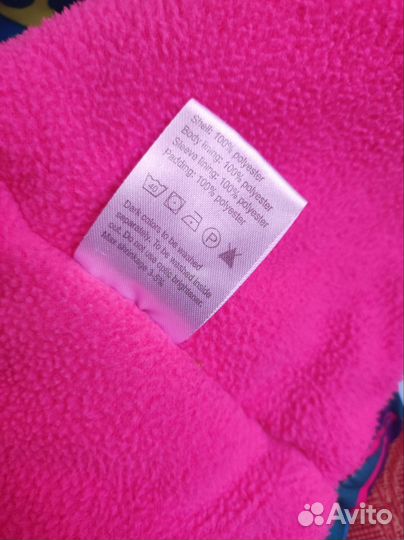 Shell: 100% polyester
Body lining: 100% polyester
Sleeve lining: 100% polyester
Padding: 100% polyester
40 P
Dark colors to be washed
separately. To be washed inside
out. Do not use optic brightener.
Max shrinkage 3.5%
Avito